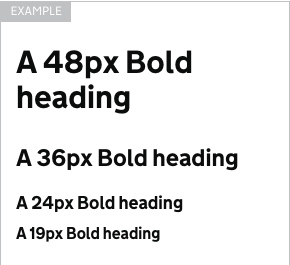 EXAMPLE
A 48px Bold
heading
A 36px Bold heading
A 24px Bold heading
A 19px Bold heading